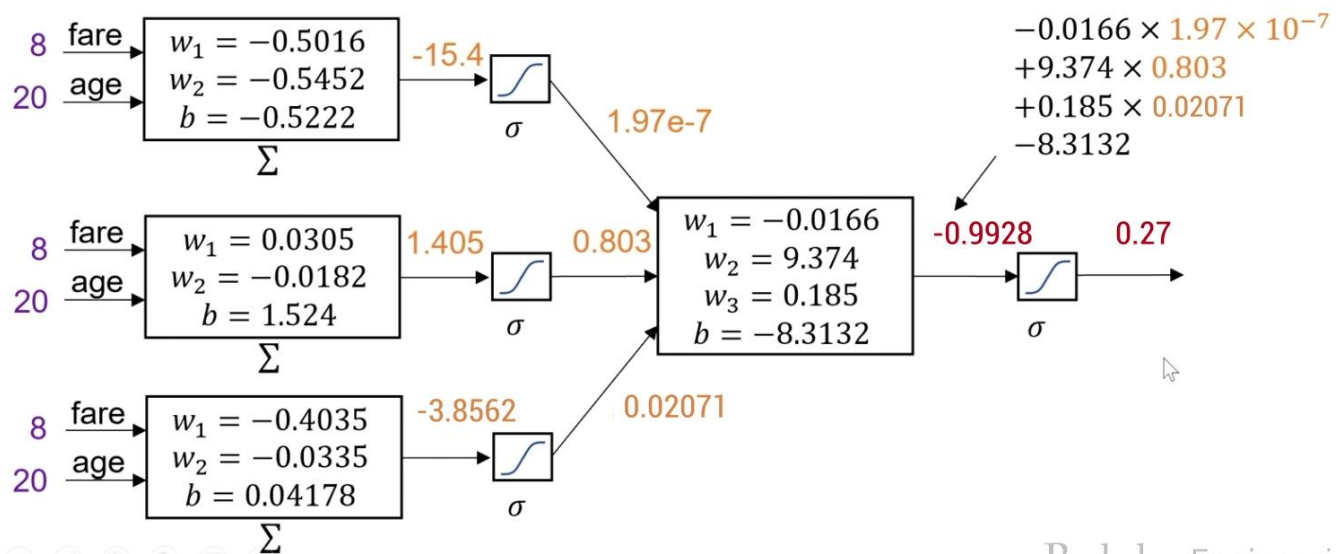 8 fare
20 age
w₁ = −0.5016
w₂ = −0.5452
b = −0.5222
Σ
-15.4
σ
1.97e-7
8 fare
20 age
w₁ = 0.0305
w₂ = −0.0182
b = 1.524
Σ
1.405
σ
0.803
8 fare
20 age
w₁ = −0.4035
w₂ = −0.0335
b = 0.04178
Σ
-3.8562
σ
0.02071
w₁ = −0.0166
w₂ = 9.374
w₃ = 0.185
b = −8.3132
−0.0166 × 1.97 × 10⁻⁷
+9.374 × 0.803
+0.185 × 0.02071
−8.3132
-0.9928
σ
0.27